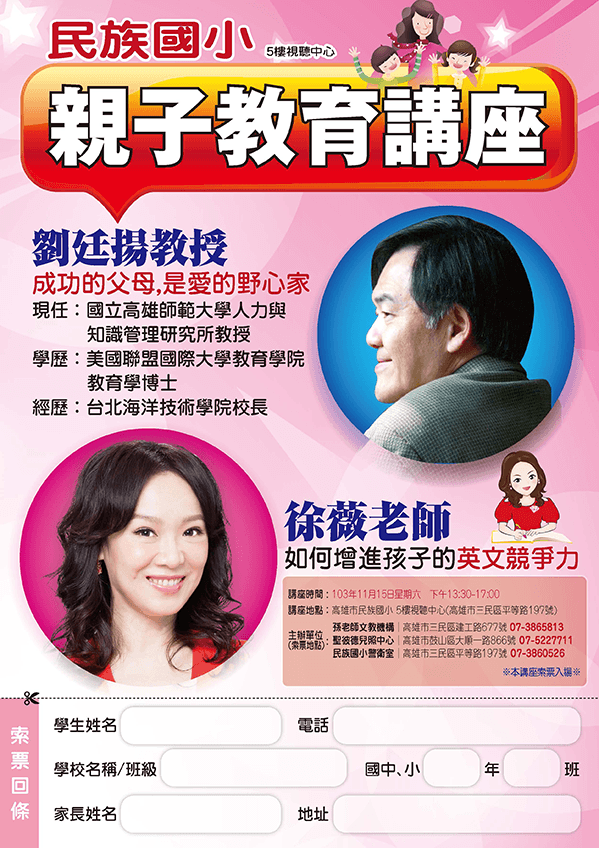 民族國小 5樓視聽中心
親子教育講座
劉廷揚教授
成功的父母,是愛的野心家
現任：國立高雄師範大學人力與
知識管理研究所教授
學歷：美國聯盟國際大學教育學院
教育學博士
經歷：台北海洋技術學院校長
徐薇老師
如何增進孩子的英文競爭力
講座時間：103年11月15日星期六 下午13:30-17:00
講座地點：高雄市民族國小 5樓視聽中心(高雄市三民區平等路197號)
主辦單位(索票地點)：
孫老師文教機構｜高雄市三民區建工路677號 07-3865813
聖彼德兒照中心｜高雄市鼓山區大順一路866號 07-5227711
民族國小警衛室｜高雄市三民區平等路197號 07-3860526
※本講座索票入場※
索票回條
學生姓名 電話
學校名稱/班級 國中、小 年 班
家長姓名 地址